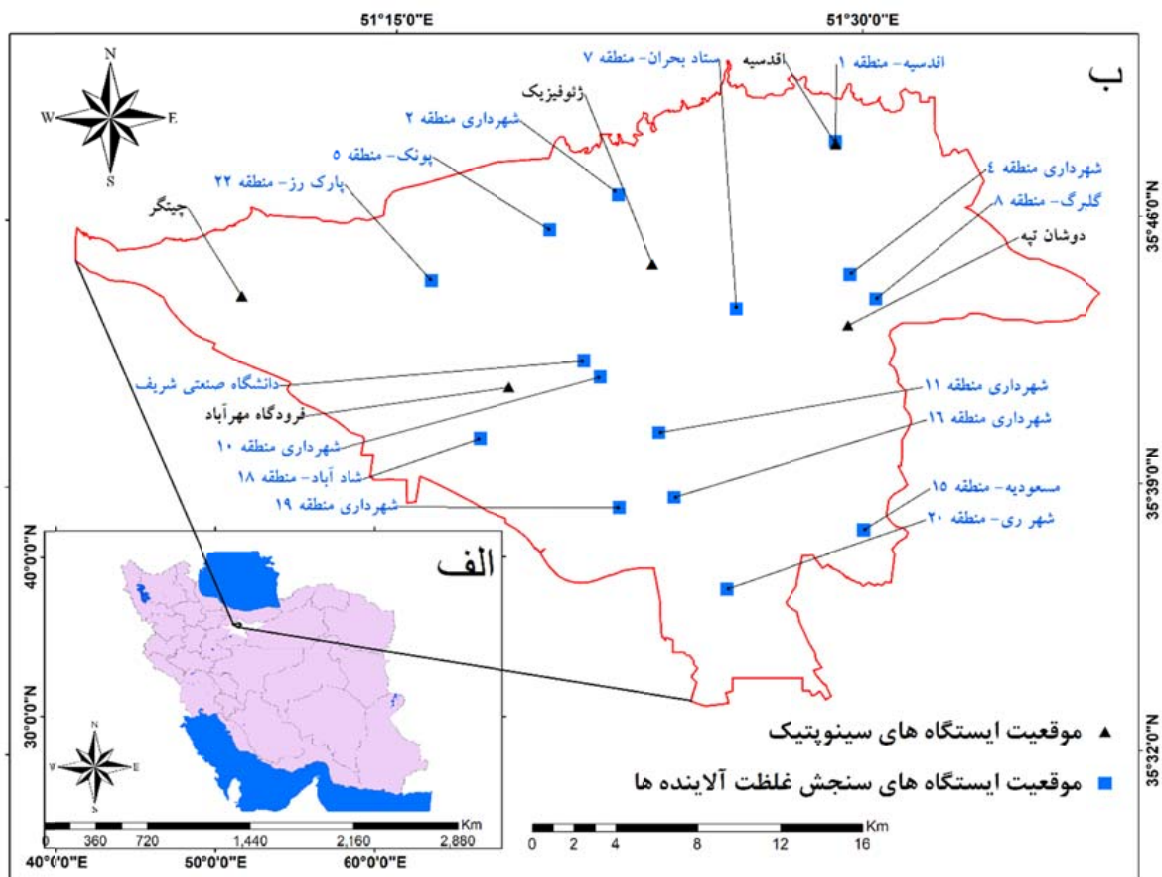 51°15'0"E
51°30'0"E
ب
N
W
E
S
ستاد بحران- منطقه ۷
اقدسیه
اندسیه- منطقه ۱
ژئوفیزیک
شهرداری منطقه ۲
پونک- منطقه ۵
پارک رز- منطقه ۲۲
چیتگر
شهرداری منطقه ۴
گلبرگ- منطقه ۸
دوشان تپه
35°46'0"N
دانشگاه صنعتی شریف
فرودگاه مهرآباد
شهرداری منطقه ۱۰
شاد آباد- منطقه ۱۸
شهرداری منطقه ۱۹
شهرداری منطقه ۱۱
شهرداری منطقه ۱۶
مسعودیه- منطقه ۱۵
شهر ری- منطقه ۲۰
35°39'0"N
35°32'0"N
الف
40°0'0"N
30°0'0"N
N
E
S
0 360 720 1,440 2,160 2,880
Km
40°0'0"E
50°0'0"E
60°0'0"E
موقعیت ایستگاه های سینوپتیک
موقعیت ایستگاه های سنجش غلظت آلاینده ها
Km
0 2 4 8 12 16